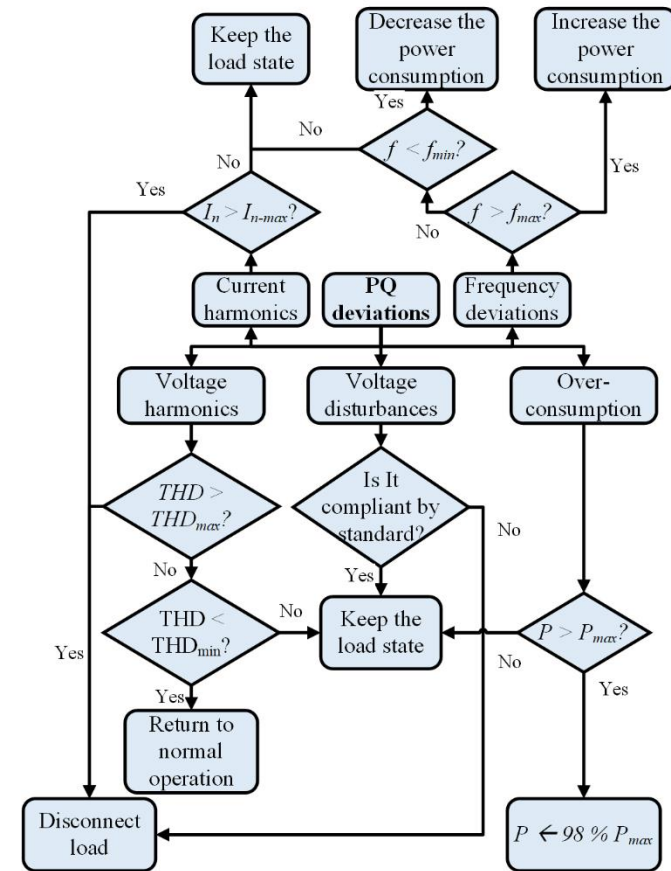 Keep the
load state
Decrease the
power
consumption
Increase the
power
consumption
Yes
No
f < fmin?
No
Yes
Yes
In > In-max?
f > fmax?
No
Current
harmonics
PQ
deviations
Frequency
deviations
Voltage
harmonics
Voltage
disturbances
Over-
consumption
THD >
THDmax?
Is It
compliant by
standard?
No
No
Yes
THD <
THDmin?
No
Keep the
load state
P > Pmax?
Yes
No
Yes
Yes
Return to
normal
operation
Disconnect
load
P ← 98 % Pmax